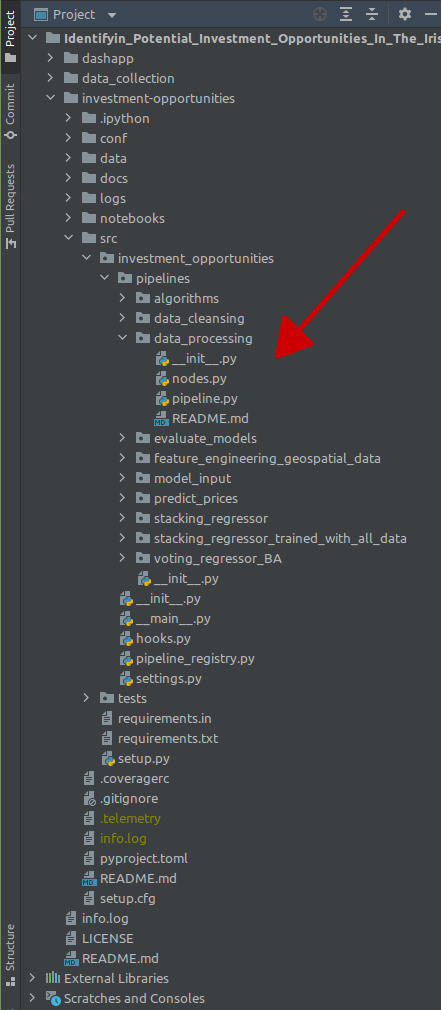 Project
Project
Commit
Pull Requests
Structure
Identifyin_Potential_Investment_Opportunities_In_The_Iris
dashapp
data_collection
investment-opportunities
.ipython
conf
data
docs
logs
notebooks
src
investment_opportunities
pipelines
algorithms
data_cleansing
data_processing
__init__.py
nodes.py
pipeline.py
MD README.md
evaluate_models
feature_engineering_geospatial_data
model_input
predict_prices
stacking_regressor
stacking_regressor_trained_with_all_data
voting_regressor_BA
__init__.py
__init__.py
__main__.py
hooks.py
pipeline_registry.py
settings.py
tests
requirements.in
requirements.txt
setup.py
.coveragerc
.gitignore
.telemetry
info.log
pyproject.toml
MD README.md
setup.cfg
info.log
LICENSE
MD README.md
External Libraries
Scratches and Consoles